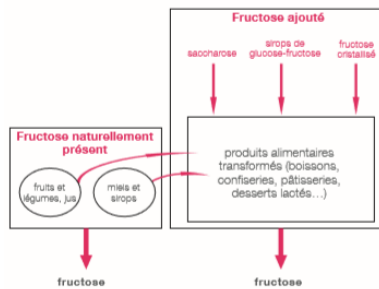 Fructose ajouté
saccharose
sirops de
glucose-fructose
fructose
cristallisé
Fructose naturellement
présent
fruits et
légumes, jus
miels et
sirops
produits alimentaires
transformés (boissons,
confiseries, pâtisseries,
desserts lactés…)
fructose
fructose